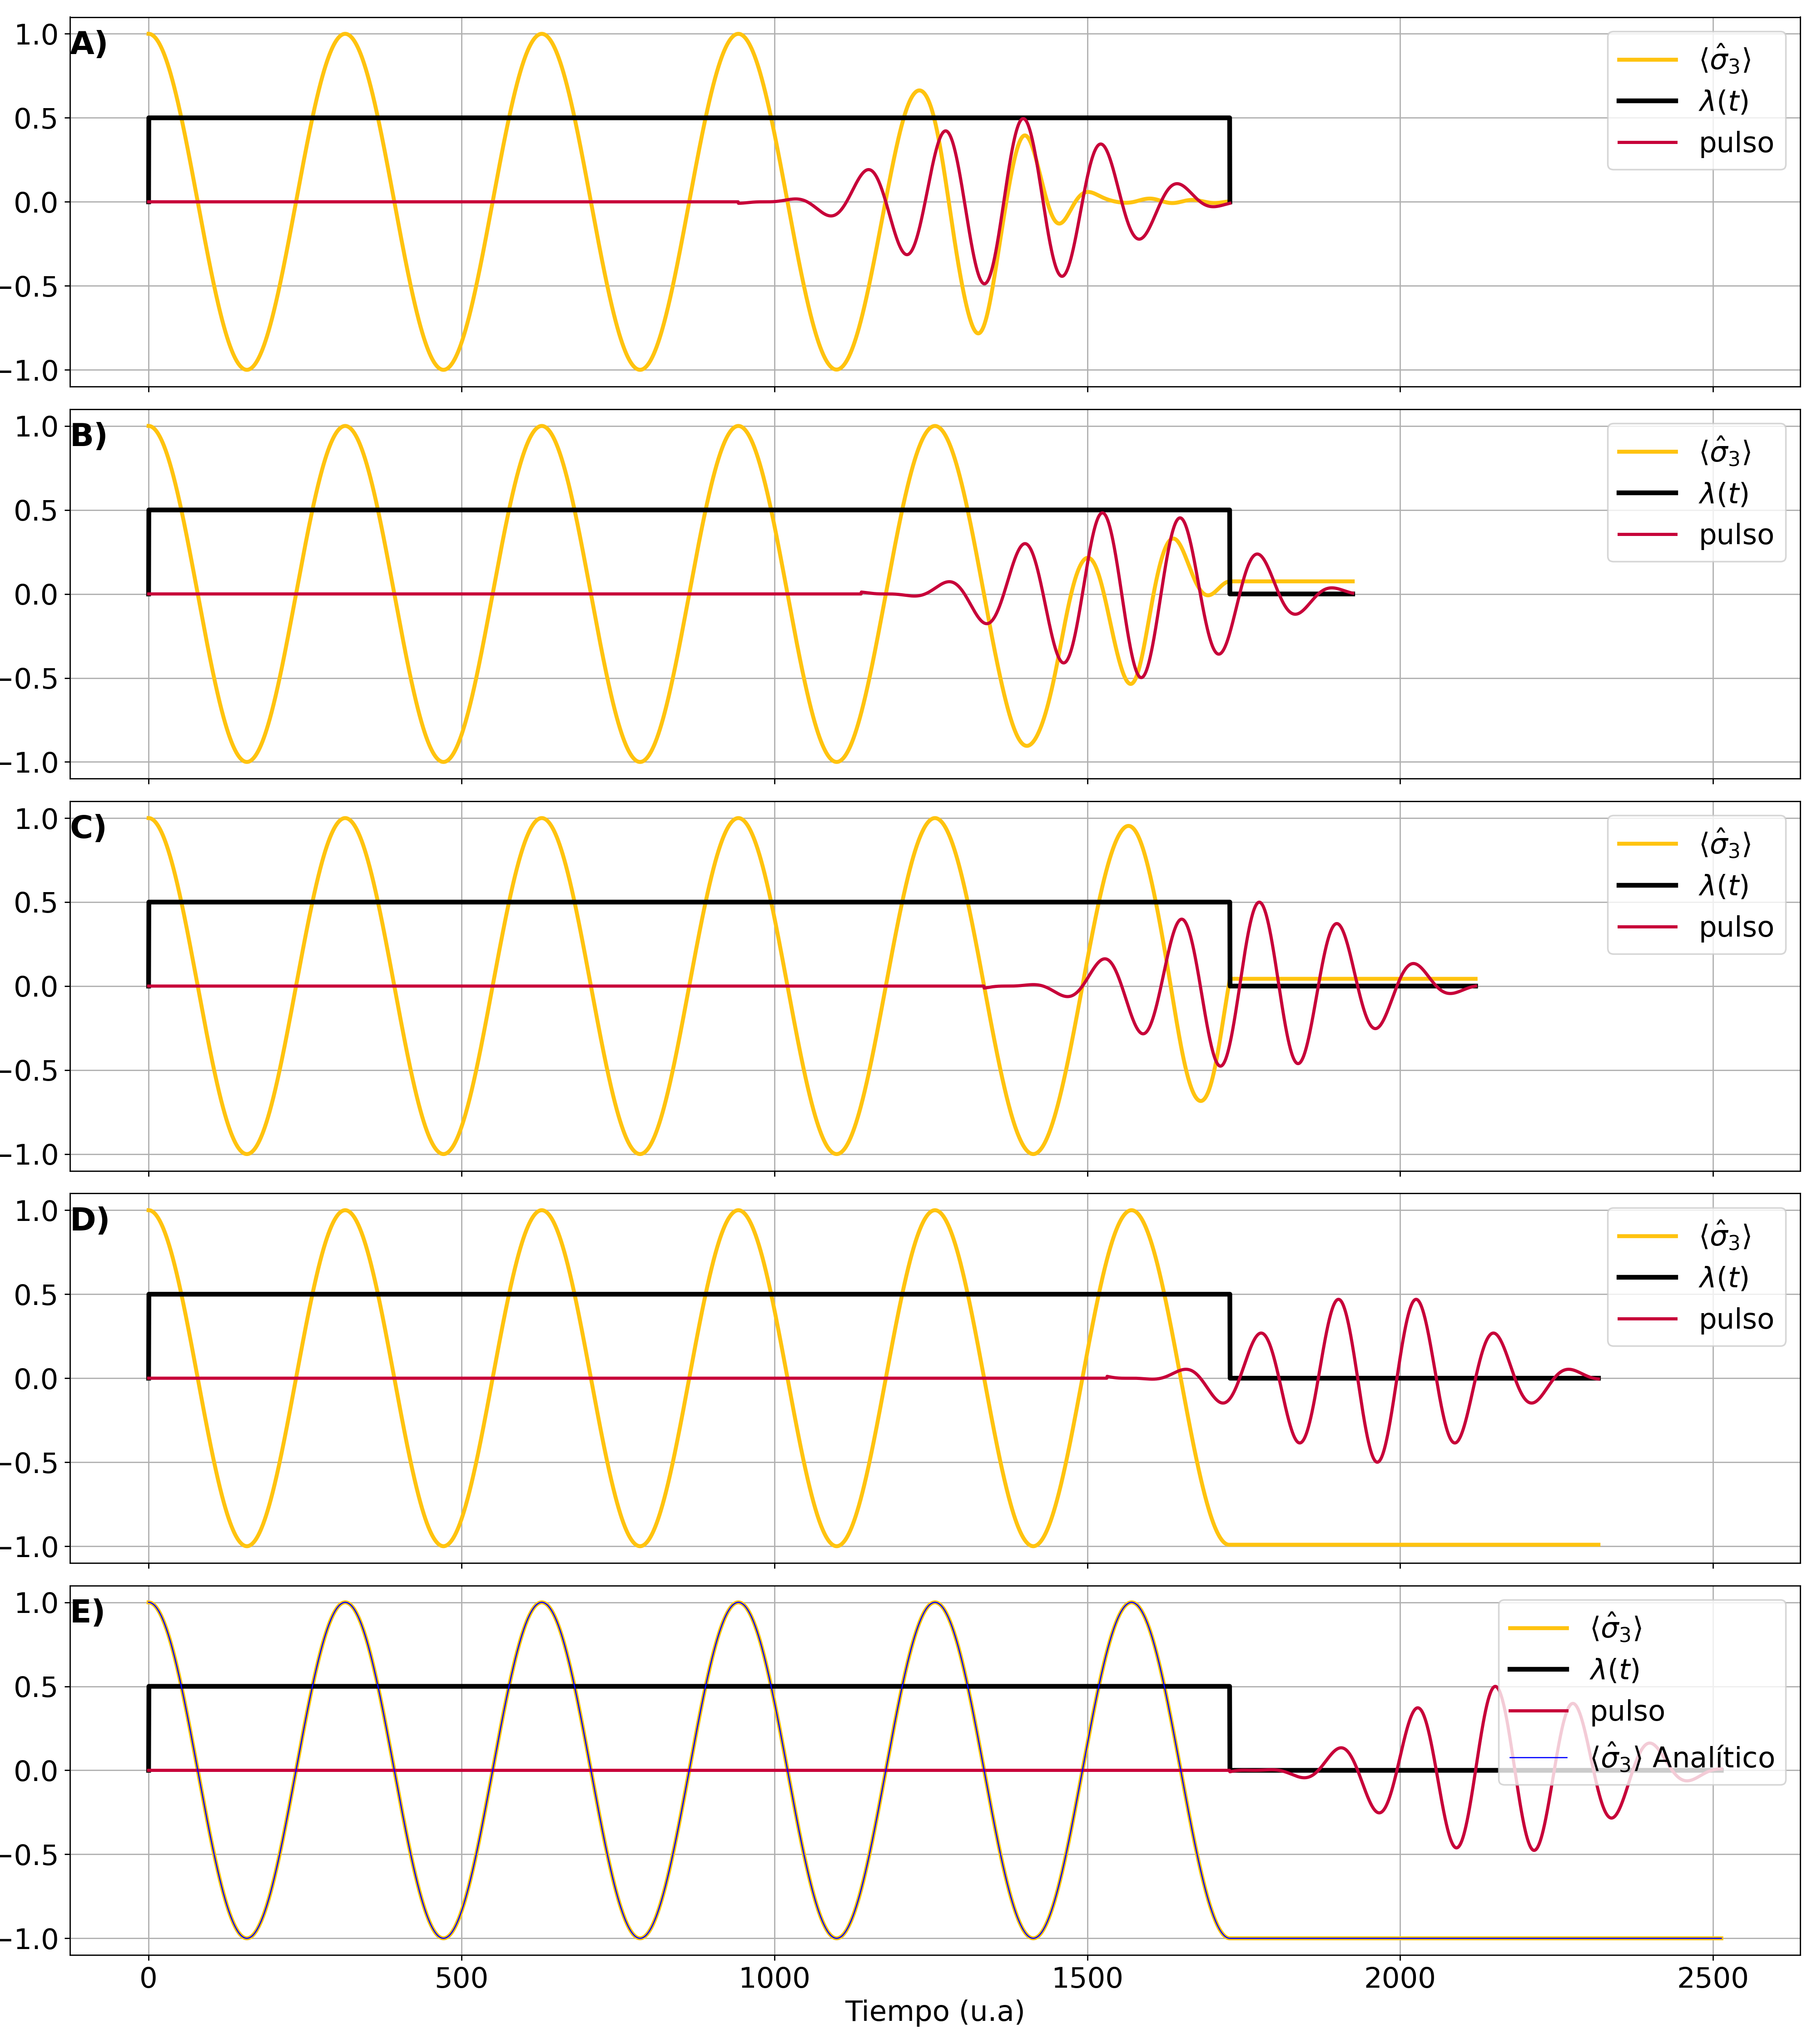 A)
1.0
0.5
0.0
−0.5
−1.0
⟨σ̂₃⟩
λ(t)
pulso
B)
1.0
0.5
0.0
−0.5
−1.0
⟨σ̂₃⟩
λ(t)
pulso
C)
1.0
0.5
0.0
−0.5
−1.0
⟨σ̂₃⟩
λ(t)
pulso
D)
1.0
0.5
0.0
−0.5
−1.0
⟨σ̂₃⟩
λ(t)
pulso
E)
1.0
0.5
0.0
−0.5
−1.0
⟨σ̂₃⟩
λ(t)
pulso
⟨σ̂₃⟩ Analítico
0 500 1000 1500 2000 2500
Tiempo (u.a)